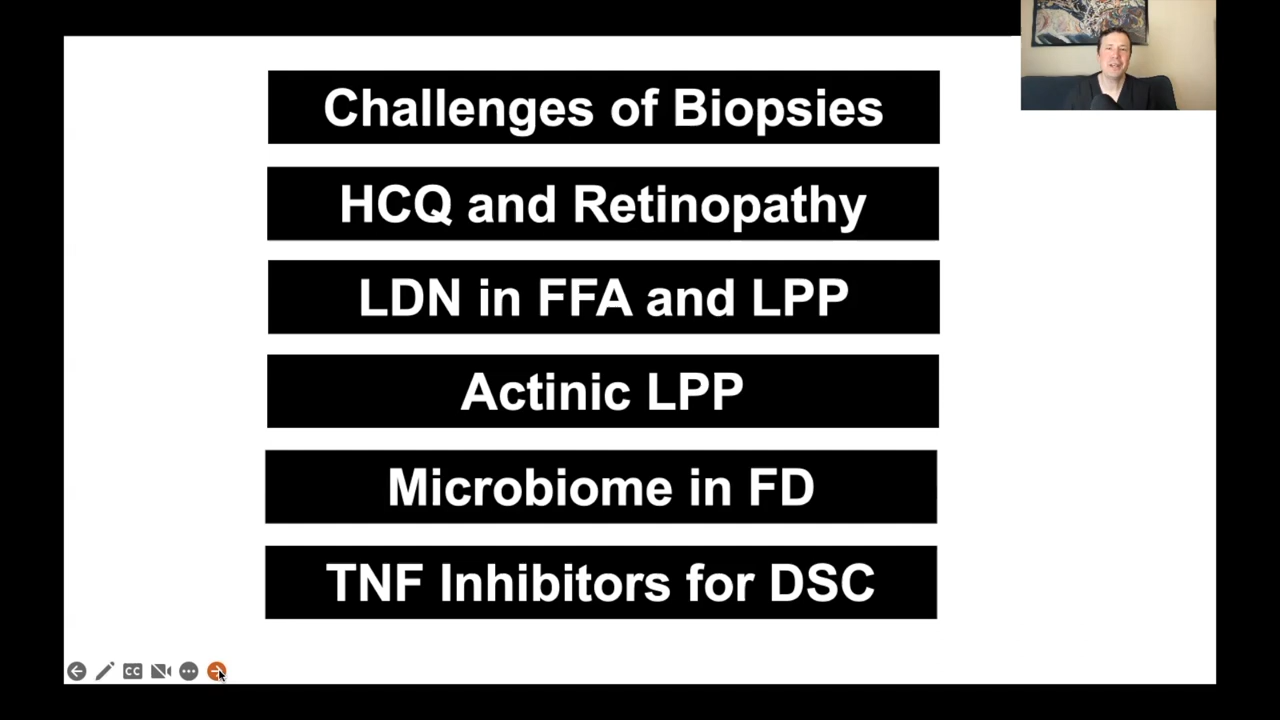 Challenges of Biopsies
HCQ and Retinopathy
LDN in FFA and LPP
Actinic LPP
Microbiome in FD
TNF Inhibitors for DSC
CC